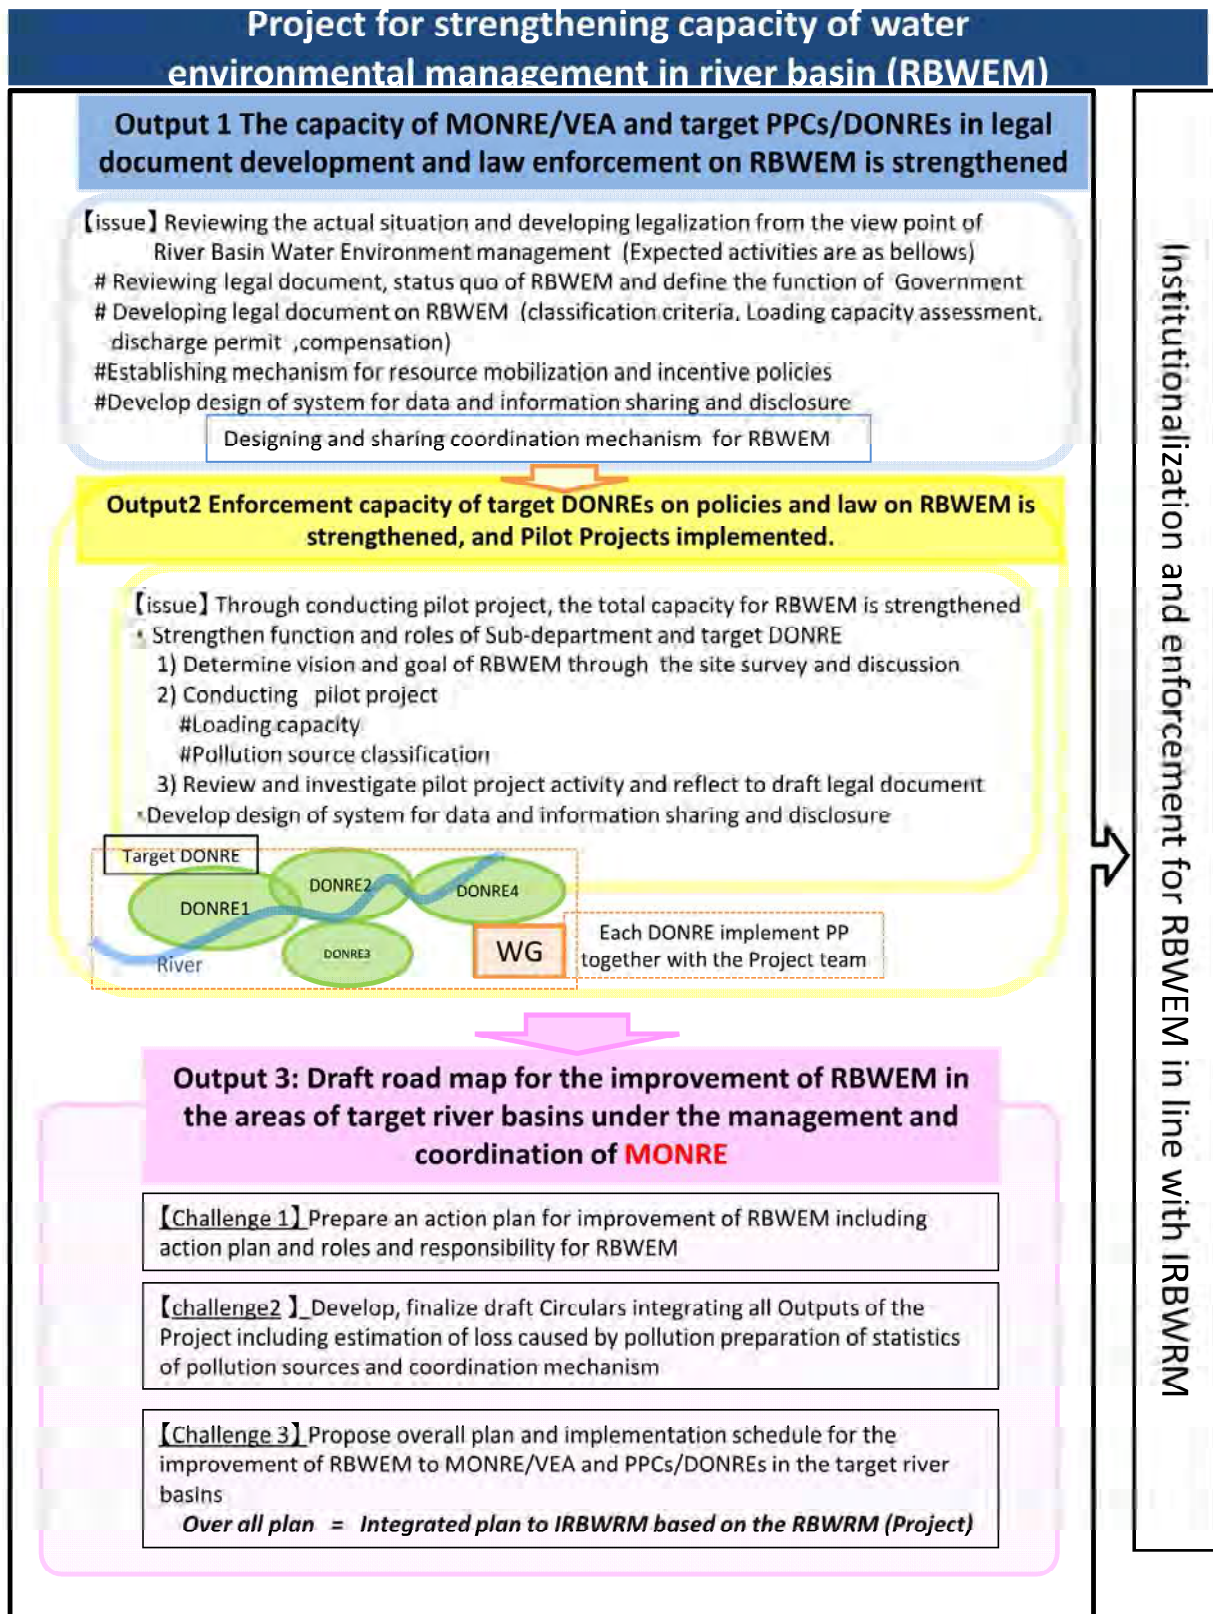 Project for strengthening capacity of water
environmental management in river basin (RBWEM)
Output 1 The capacity of MONRE/VEA and target PPCs/DONREs in legal
document development and law enforcement on RBWEM is strengthened
【issue】Reviewing the actual situation and developing legalization from the view point of
River Basin Water Environment management (Expected activities are as bellows)
# Reviewing legal document, status quo of RBWEM and define the function of Government
# Developing legal document on RBWEM (classification criteria, Loading capacity assessment,
discharge permit ,compensation)
#Establishing mechanism for resource mobilization and incentive policies
#Develop design of system for data and information sharing and disclosure
Designing and sharing coordination mechanism for RBWEM
Output2 Enforcement capacity of target DONREs on policies and law on RBWEM is
strengthened, and Pilot Projects implemented.
【issue】Through conducting pilot project, the total capacity for RBWEM is strengthened
・Strengthen function and roles of Sub-department and target DONRE
1) Determine vision and goal of RBWEM through the site survey and discussion
2) Conducting pilot project
#Loading capacity
#Pollution source classification
3) Review and investigate pilot project activity and reflect to draft legal document
・Develop design of system for data and information sharing and disclosure
Target DONRE
DONRE1
DONRE2
DONRE4
DONRE3
River
WG
Each DONRE implement PP
together with the Project team
Output 3: Draft road map for the improvement of RBWEM in
the areas of target river basins under the management and
coordination of MONRE
【Challenge 1】Prepare an action plan for improvement of RBWEM including
action plan and roles and responsibility for RBWEM
【challenge2 】Develop, finalize draft Circulars integrating all Outputs of the
Project including estimation of loss caused by pollution preparation of statistics
of pollution sources and coordination mechanism
【Challenge 3】Propose overall plan and implementation schedule for the
improvement of RBWEM to MONRE/VEA and PPCs/DONREs in the target river
basins
Over all plan = Integrated plan to IRBWRM based on the RBWRM (Project)
Institutionalization and enforcement for RBWEM in line with IRBWRM